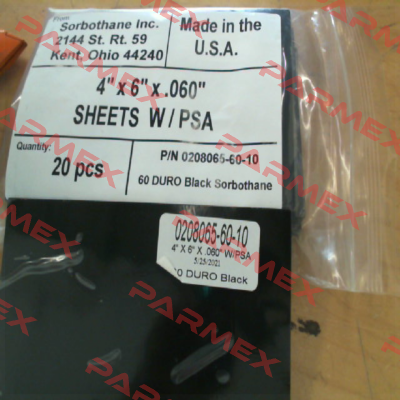 From
Sorbothane Inc.
2144 St. Rt. 59
Kent, Ohio 44240
Made in the
U.S.A.
4" x 6" x .060"
SHEETS W/PSA
Quantity:
20 pcs
P/N 0208065-60-10
60 DURO Black Sorbothane
0208065-60-10
4" X 6" X .060" W/PSA
5/25/2021
60 DURO Black
PARMEX
PARMEX
PARMEX
PARMEX
PARMEX